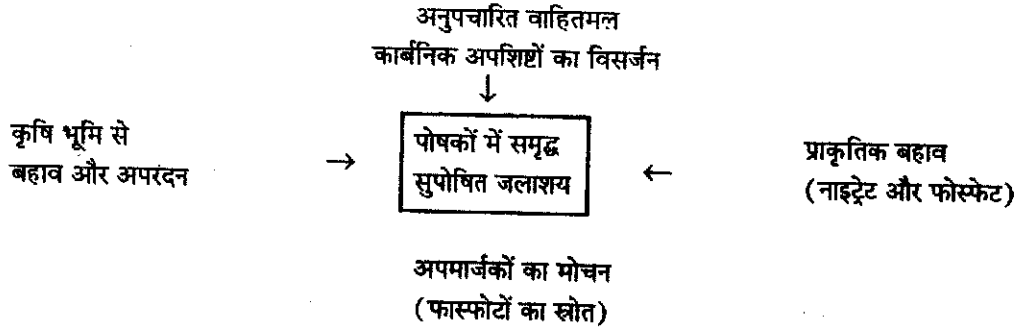 अनुपचारित वाहितमल
कार्बनिक अपशिष्टों का विसर्जन
↓
कृषि भूमि से
बहाव और अपरदन
→
पोषकों में समृद्ध
सुपोषित जलाशय
←
प्राकृतिक बहाव
(नाइट्रेट और फोस्फेट)
अपमार्जकों का मोचन
(फास्फोटों का स्रोत)